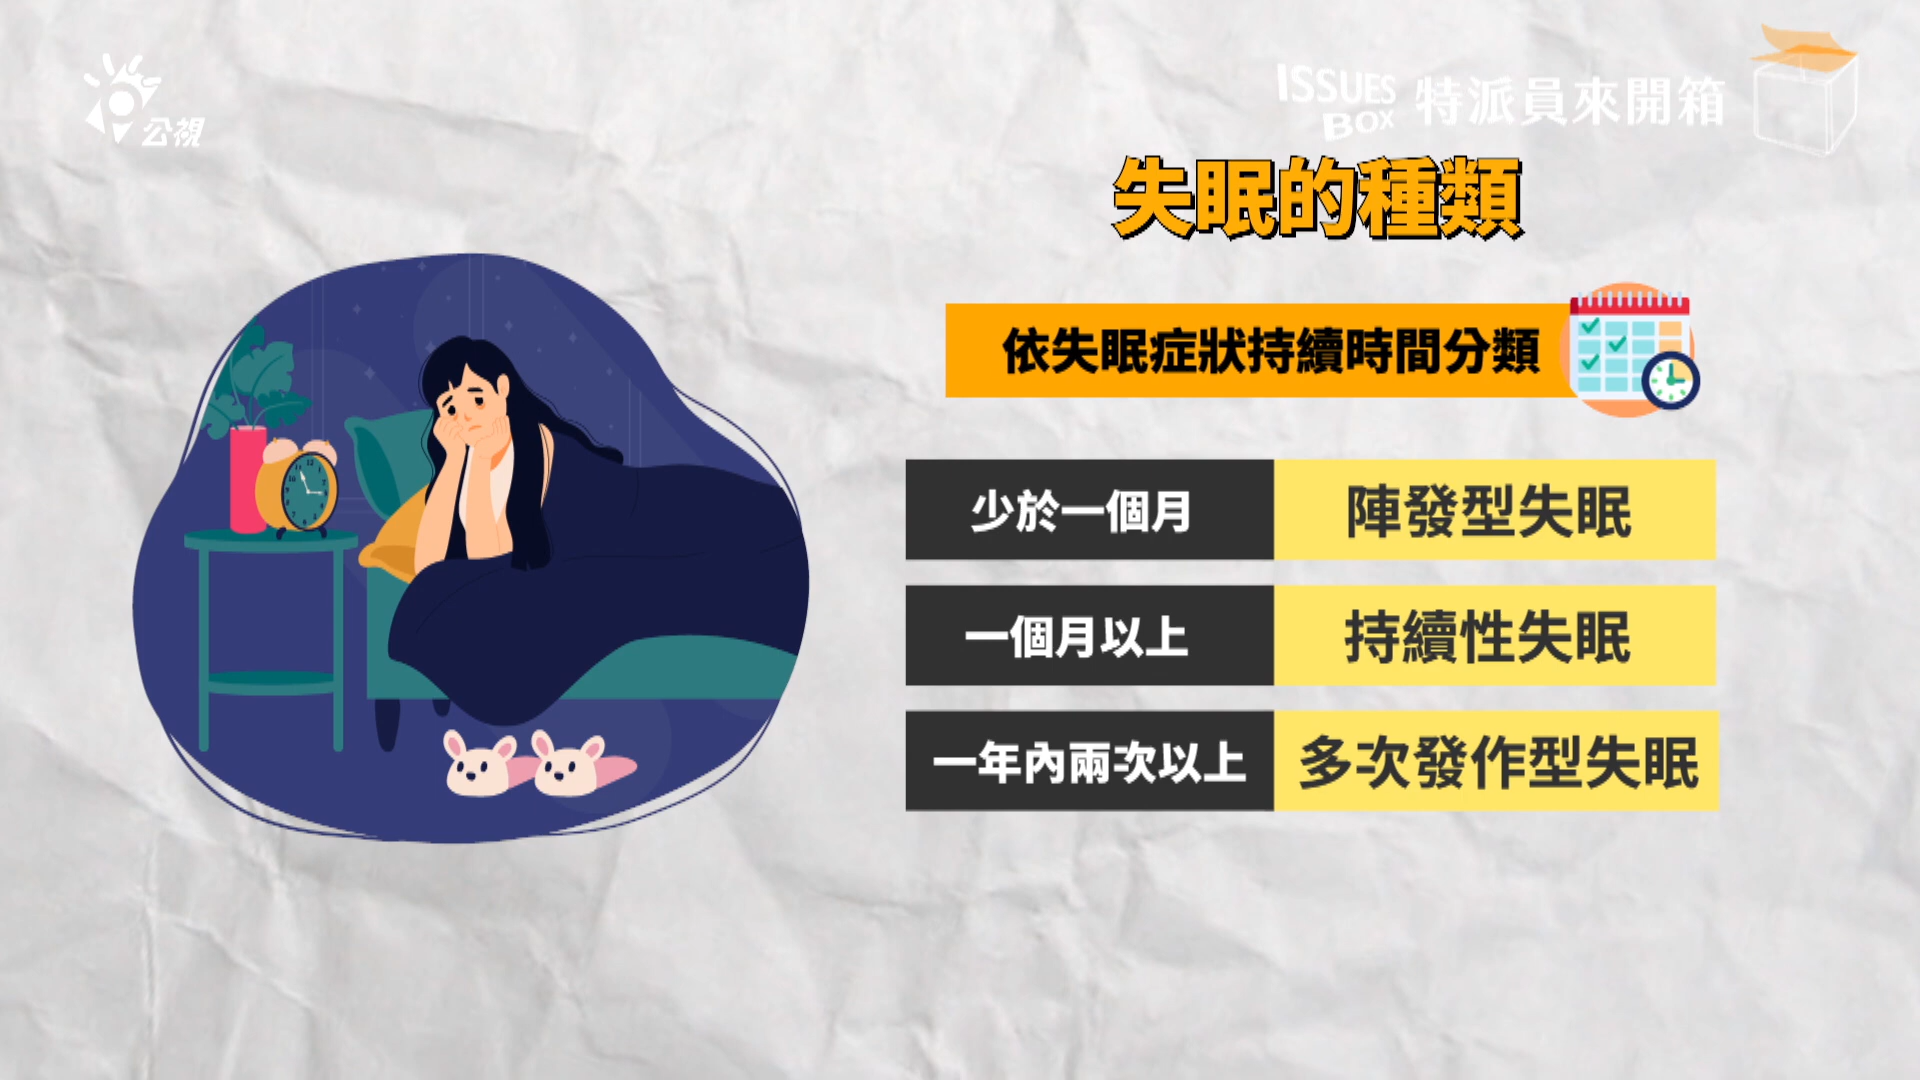 公視
ISSUES
BOX
特派員來開箱
失眠的種類
依失眠症狀持續時間分類
少於一個月
陣發型失眠
一個月以上
持續性失眠
一年內兩次以上
多次發作型失眠